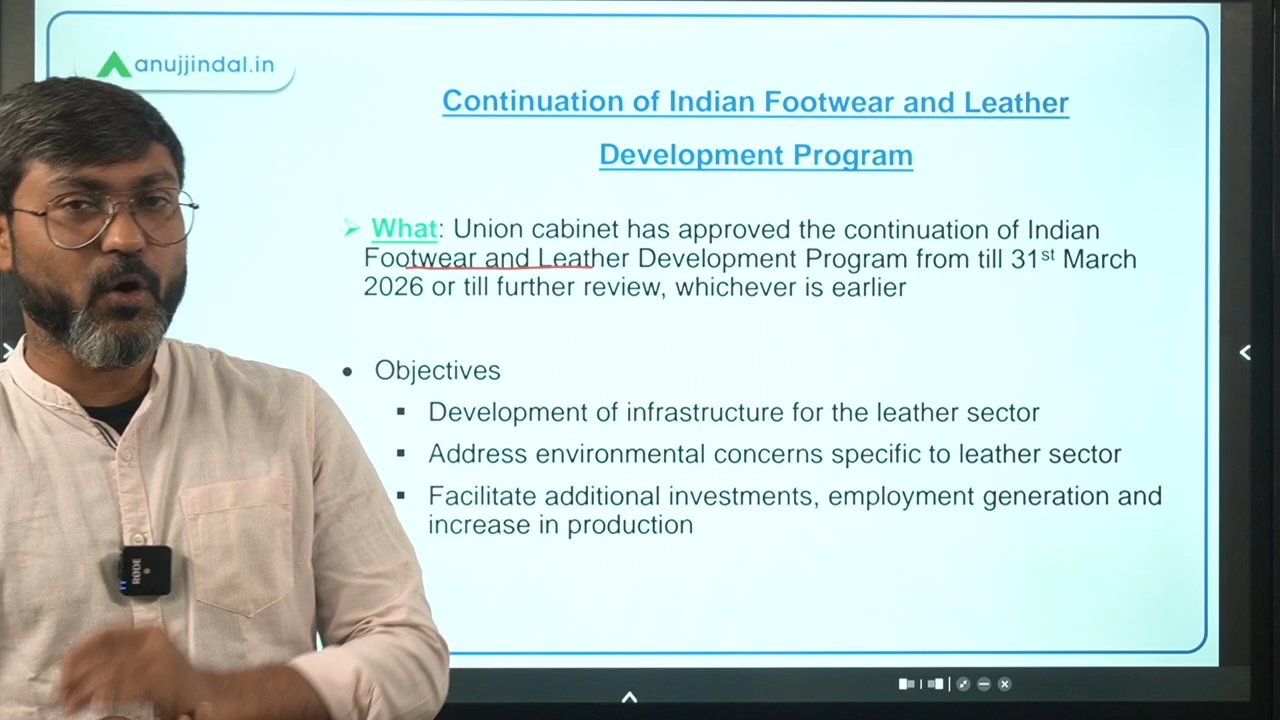 anujjindal.in
Continuation of Indian Footwear and Leather
Development Program
What: Union cabinet has approved the continuation of Indian
Footwear and Leather Development Program from till 31st March
2026 or till further review, whichever is earlier
Objectives
Development of infrastructure for the leather sector
Address environmental concerns specific to leather sector
Facilitate additional investments, employment generation and
increase in production
RØDE